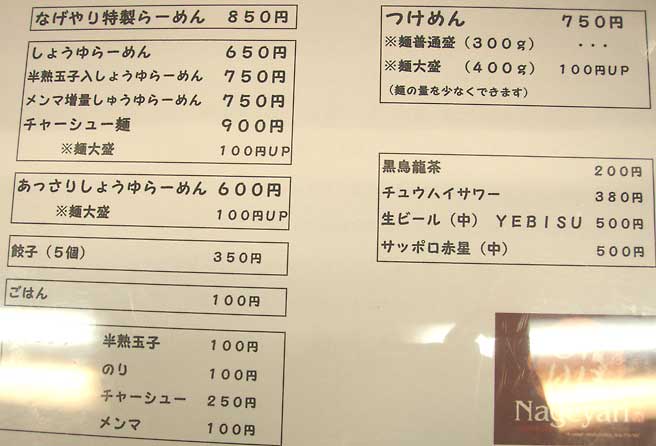 なげやり特製らーめん 850円
しょうゆらーめん 650円
半熟玉子入しょうゆらーめん 750円
メンマ増量しゅうゆらーめん 750円
チャーシュー麺 900円
※麺大盛 100円UP
あっさりしょうゆらーめん 600円
※麺大盛 100円UP
餃子（5個） 350円
ごはん 100円
半熟玉子 100円
のり 100円
チャーシュー 250円
メンマ 100円
つけめん 750円
※麺普通盛（300g） ・・・
※麺大盛 （400g） 100円UP
（麺の量を少なくできます）
黒烏龍茶 200円
チュウハイサワー 380円
生ビール（中） YEBISU 500円
サッポロ赤星（中） 500円
Nageyari